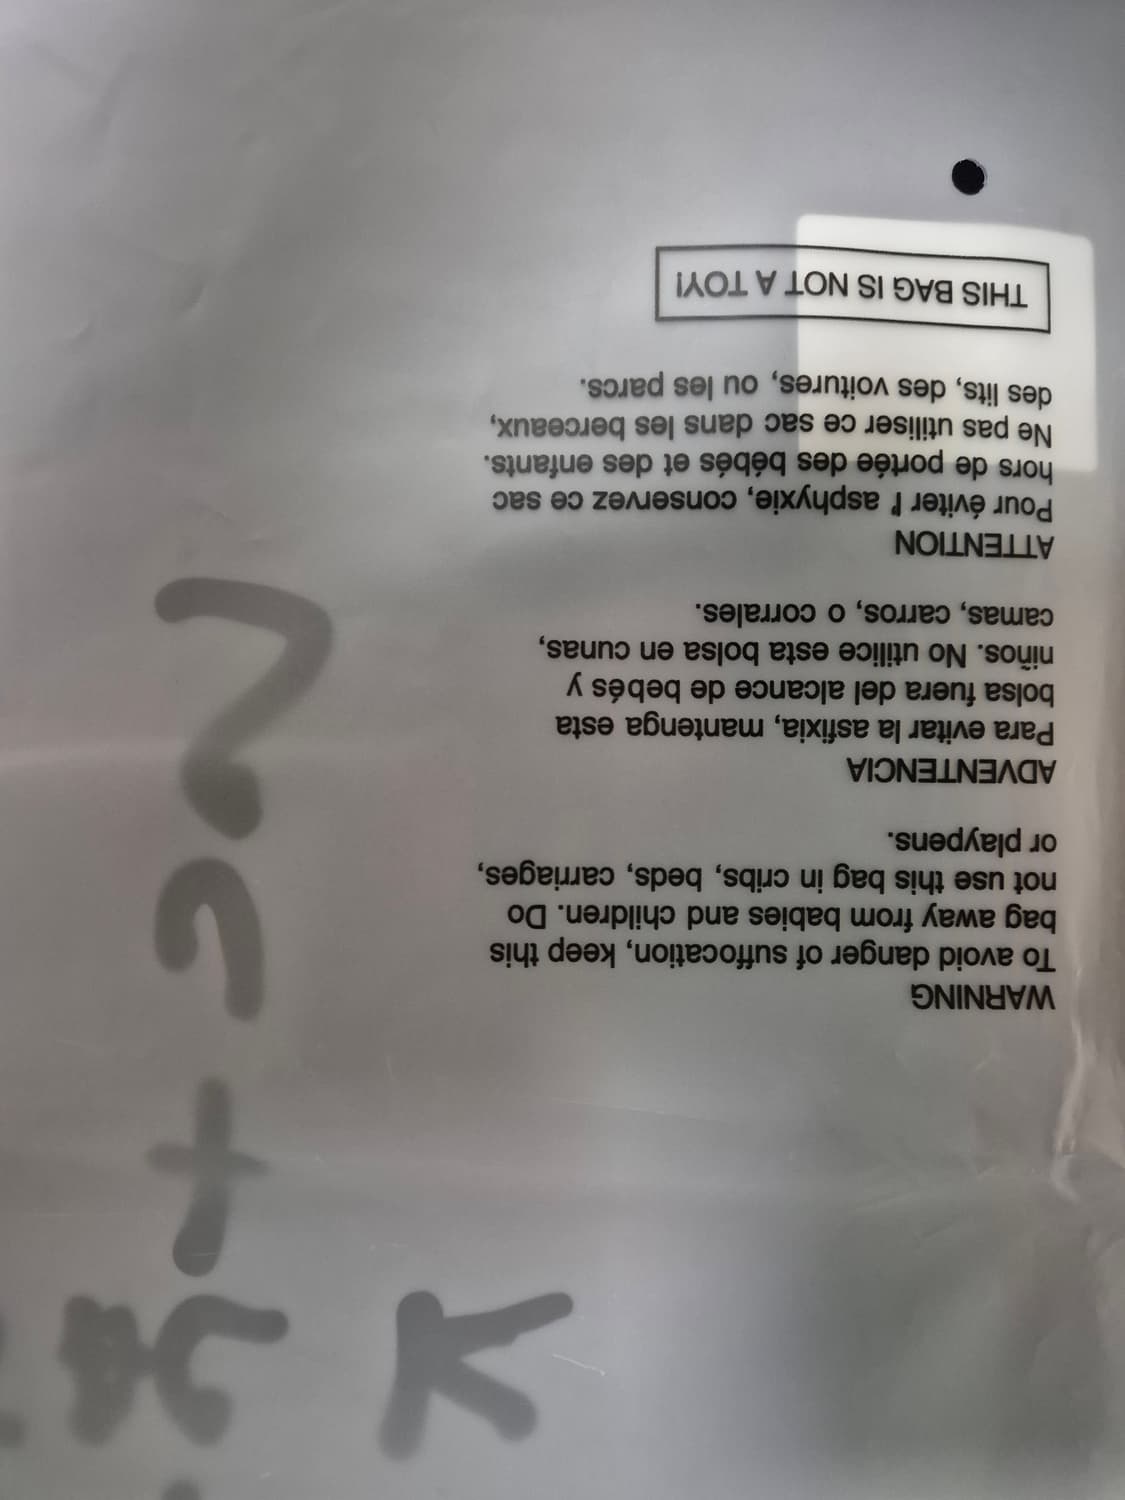 WARNING
To avoid danger of suffocation, keep this
bag away from babies and children. Do
not use this bag in cribs, beds, carriages,
or playpens.
ADVENTENCIA
Para evitar la asfixia, mantenga esta
bolsa fuera del alcance de bebés y
niños. No utilice esta bolsa en cunas,
camas, carros, o corrales.
ATTENTION
Pour éviter l' asphyxie, conservez ce sac
hors de portée des bébés et des enfants.
Ne pas utiliser ce sac dans les berceaux,
des lits, des voitures, ou les parcs.
THIS BAG IS NOT A TOY!